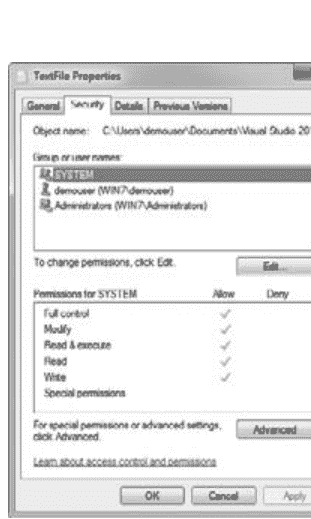 TextFile Properties
General Security Details Previous Versions
Object name: C:\Users\demouser\Documents\Visual Studio 20
Group or user names:
SYSTEM
demouser (WIN7\demouser)
Administrators (WIN7\Administrators)
To change permissions, click Edit.
Edit...
Permissions for SYSTEM Allow Deny
Full control
Modify
Read & execute
Read
Write
Special permissions
For special permissions or advanced settings,
click Advanced.
Advanced
Learn about access control and permissions
OK Cancel Apply